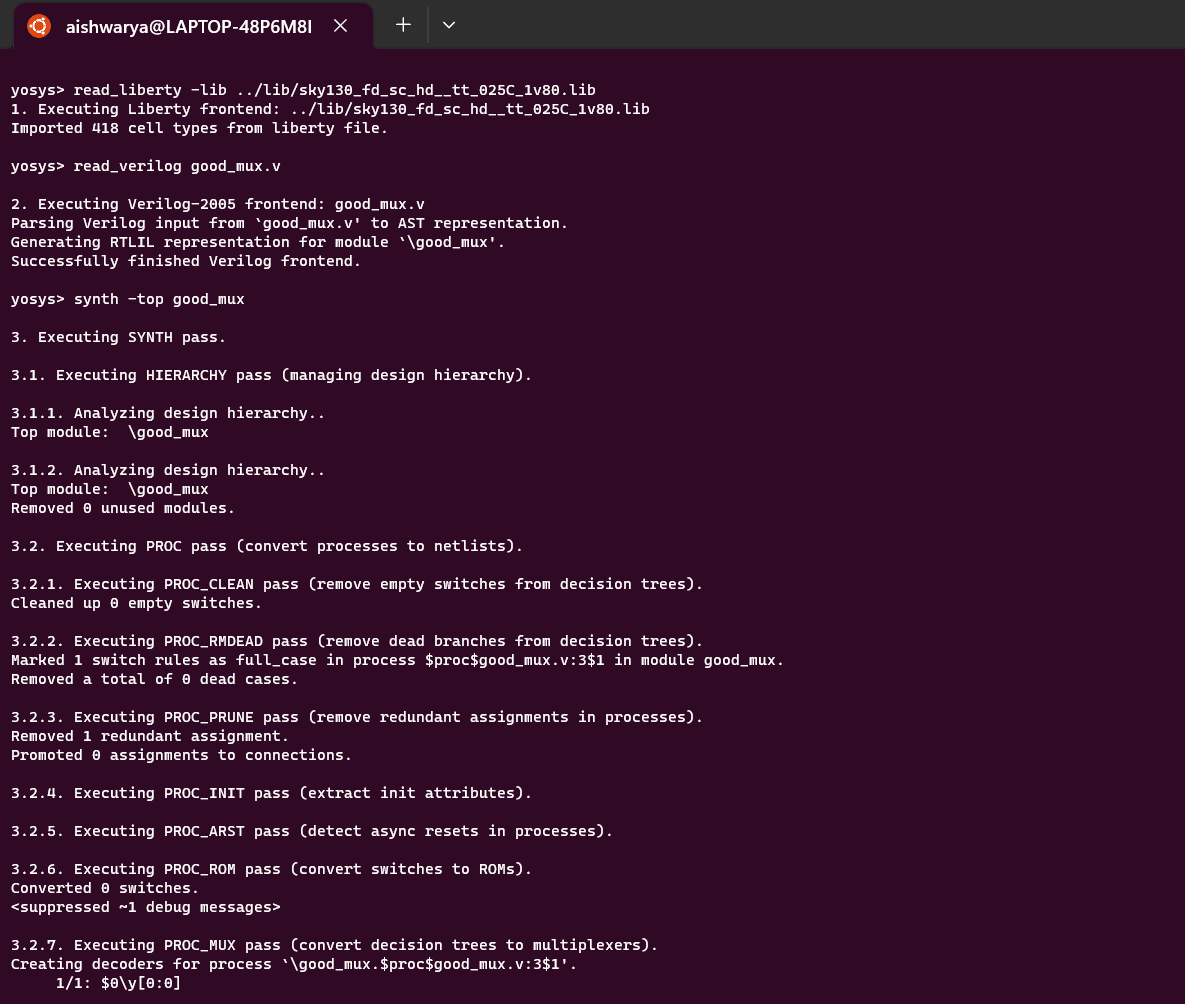 aishwarya@LAPTOP-48P6M8I
yosys> read_liberty -lib ../lib/sky130_fd_sc_hd__tt_025C_1v80.lib
1. Executing Liberty frontend: ../lib/sky130_fd_sc_hd__tt_025C_1v80.lib
Imported 418 cell types from liberty file.
yosys> read_verilog good_mux.v
2. Executing Verilog-2005 frontend: good_mux.v
Parsing Verilog input from `good_mux.v' to AST representation.
Generating RTLIL representation for module `\good_mux'.
Successfully finished Verilog frontend.
yosys> synth -top good_mux
3. Executing SYNTH pass.
3.1. Executing HIERARCHY pass (managing design hierarchy).
3.1.1. Analyzing design hierarchy..
Top module:  \good_mux
3.1.2. Analyzing design hierarchy..
Top module:  \good_mux
Removed 0 unused modules.
3.2. Executing PROC pass (convert processes to netlists).
3.2.1. Executing PROC_CLEAN pass (remove empty switches from decision trees).
Cleaned up 0 empty switches.
3.2.2. Executing PROC_RMDEAD pass (remove dead branches from decision trees).
Marked 1 switch rules as full_case in process $proc$good_mux.v:3$1 in module good_mux.
Removed a total of 0 dead cases.
3.2.3. Executing PROC_PRUNE pass (remove redundant assignments in processes).
Removed 1 redundant assignment.
Promoted 0 assignments to connections.
3.2.4. Executing PROC_INIT pass (extract init attributes).
3.2.5. Executing PROC_ARST pass (detect async resets in processes).
3.2.6. Executing PROC_ROM pass (convert switches to ROMs).
Converted 0 switches.
<suppressed ~1 debug messages>
3.2.7. Executing PROC_MUX pass (convert decision trees to multiplexers).
Creating decoders for process `\good_mux.$proc$good_mux.v:3$1'.
     1/1: $0\y[0:0]